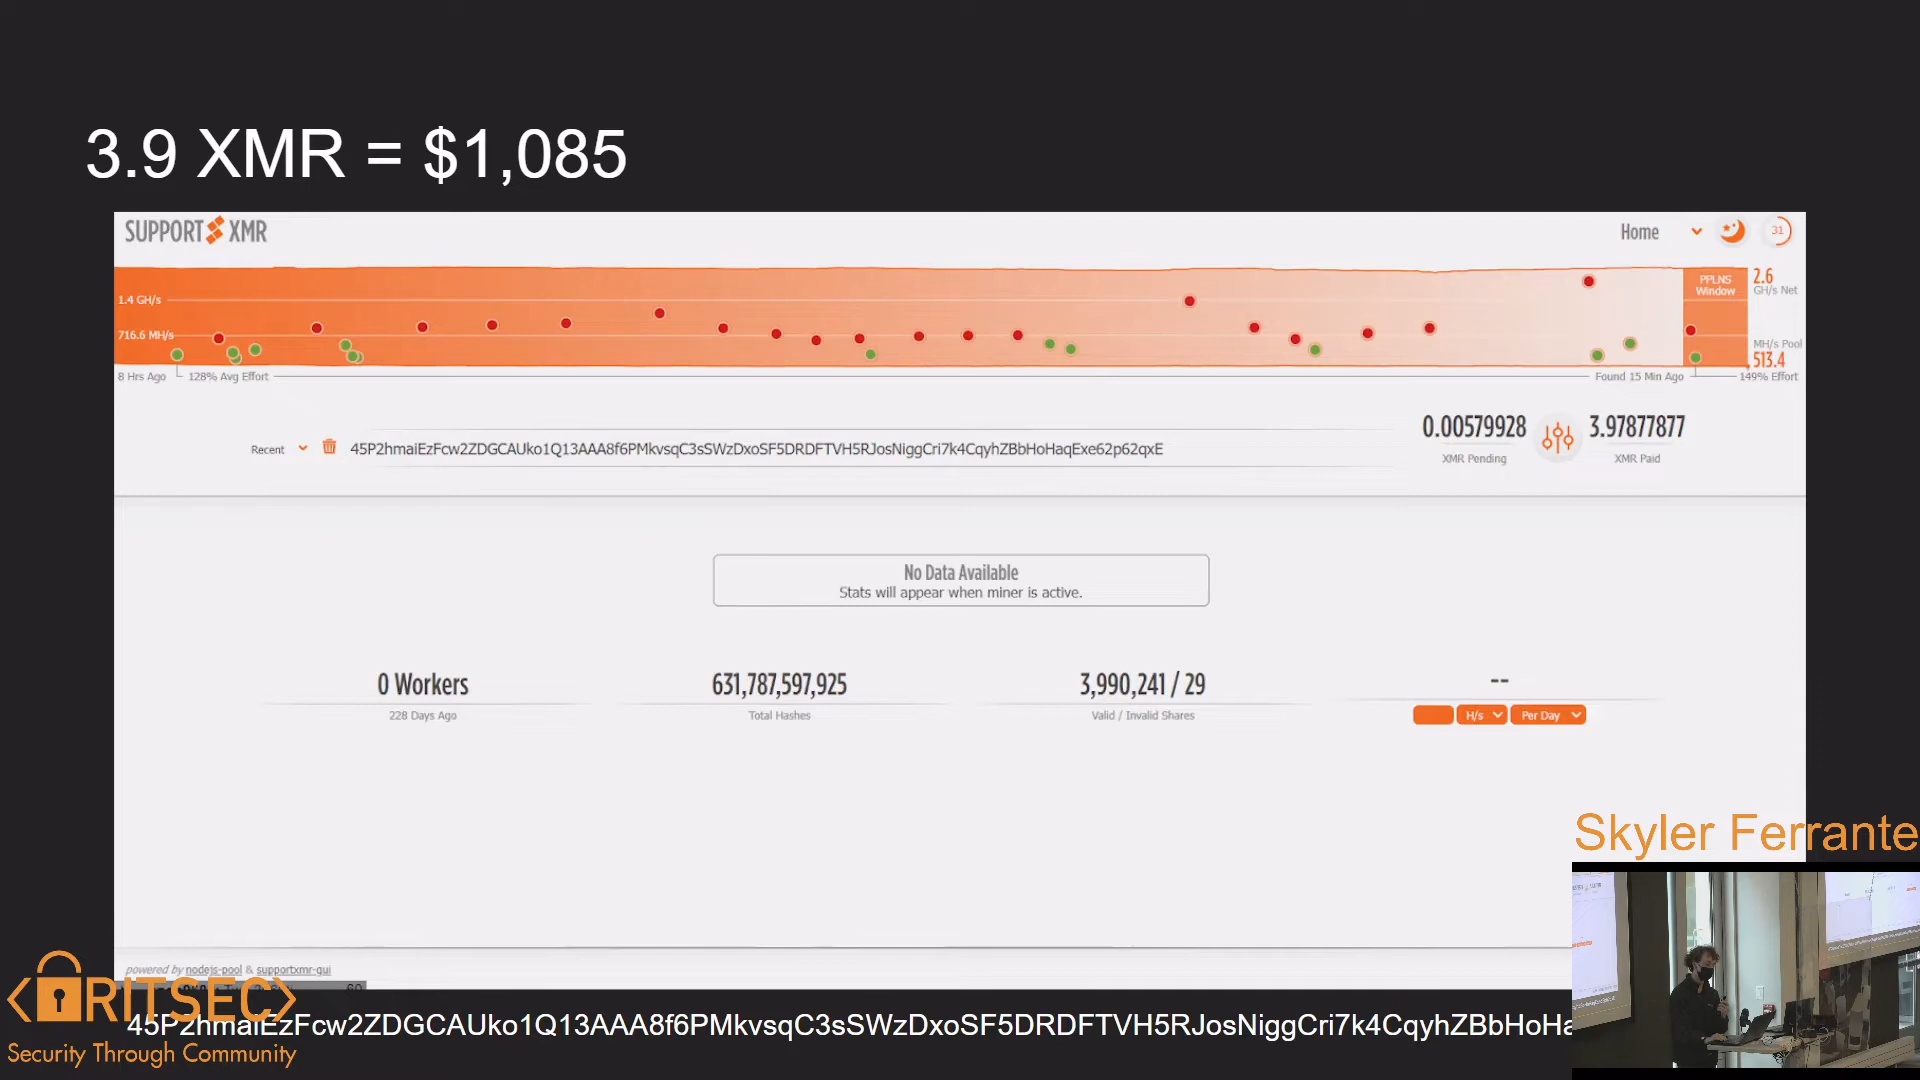 3.9 XMR = $1,085
SUPPORT XMR
Home
31
1.4 GH/s
716.6 MH/s
PPLNS
Window
2.6
GH/s Net
MH/s Pool
513.4
8 Hrs Ago
128% Avg Effort
Found 15 Min Ago
149% Effort
Recent
45P2hmaiEzFcw2ZDGCAUko1Q13AAA8f6PMkvsqC3sSWzDxoSF5DRDFTVH5RJosNiggCri7k4CqyhZBbHoHaqExe62p62qxE
0.00579928
XMR Pending
3.97877877
XMR Paid
No Data Available
Stats will appear when miner is active.
0 Workers
228 Days Ago
631,787,597,925
Total Hashes
3,990,241 / 29
Valid / Invalid Shares
--
H/s
Per Day
Skyler Ferrante
powered by nodejs-pool & supportxmr-gui
RITSEC
45P2hmaiEzFcw2ZDGCAUko1Q13AAA8f6PMkvsqC3sSWzDxoSF5DRDFTVH5RJosNiggCri7k4CqyhZBbHoHa
Security Through Community